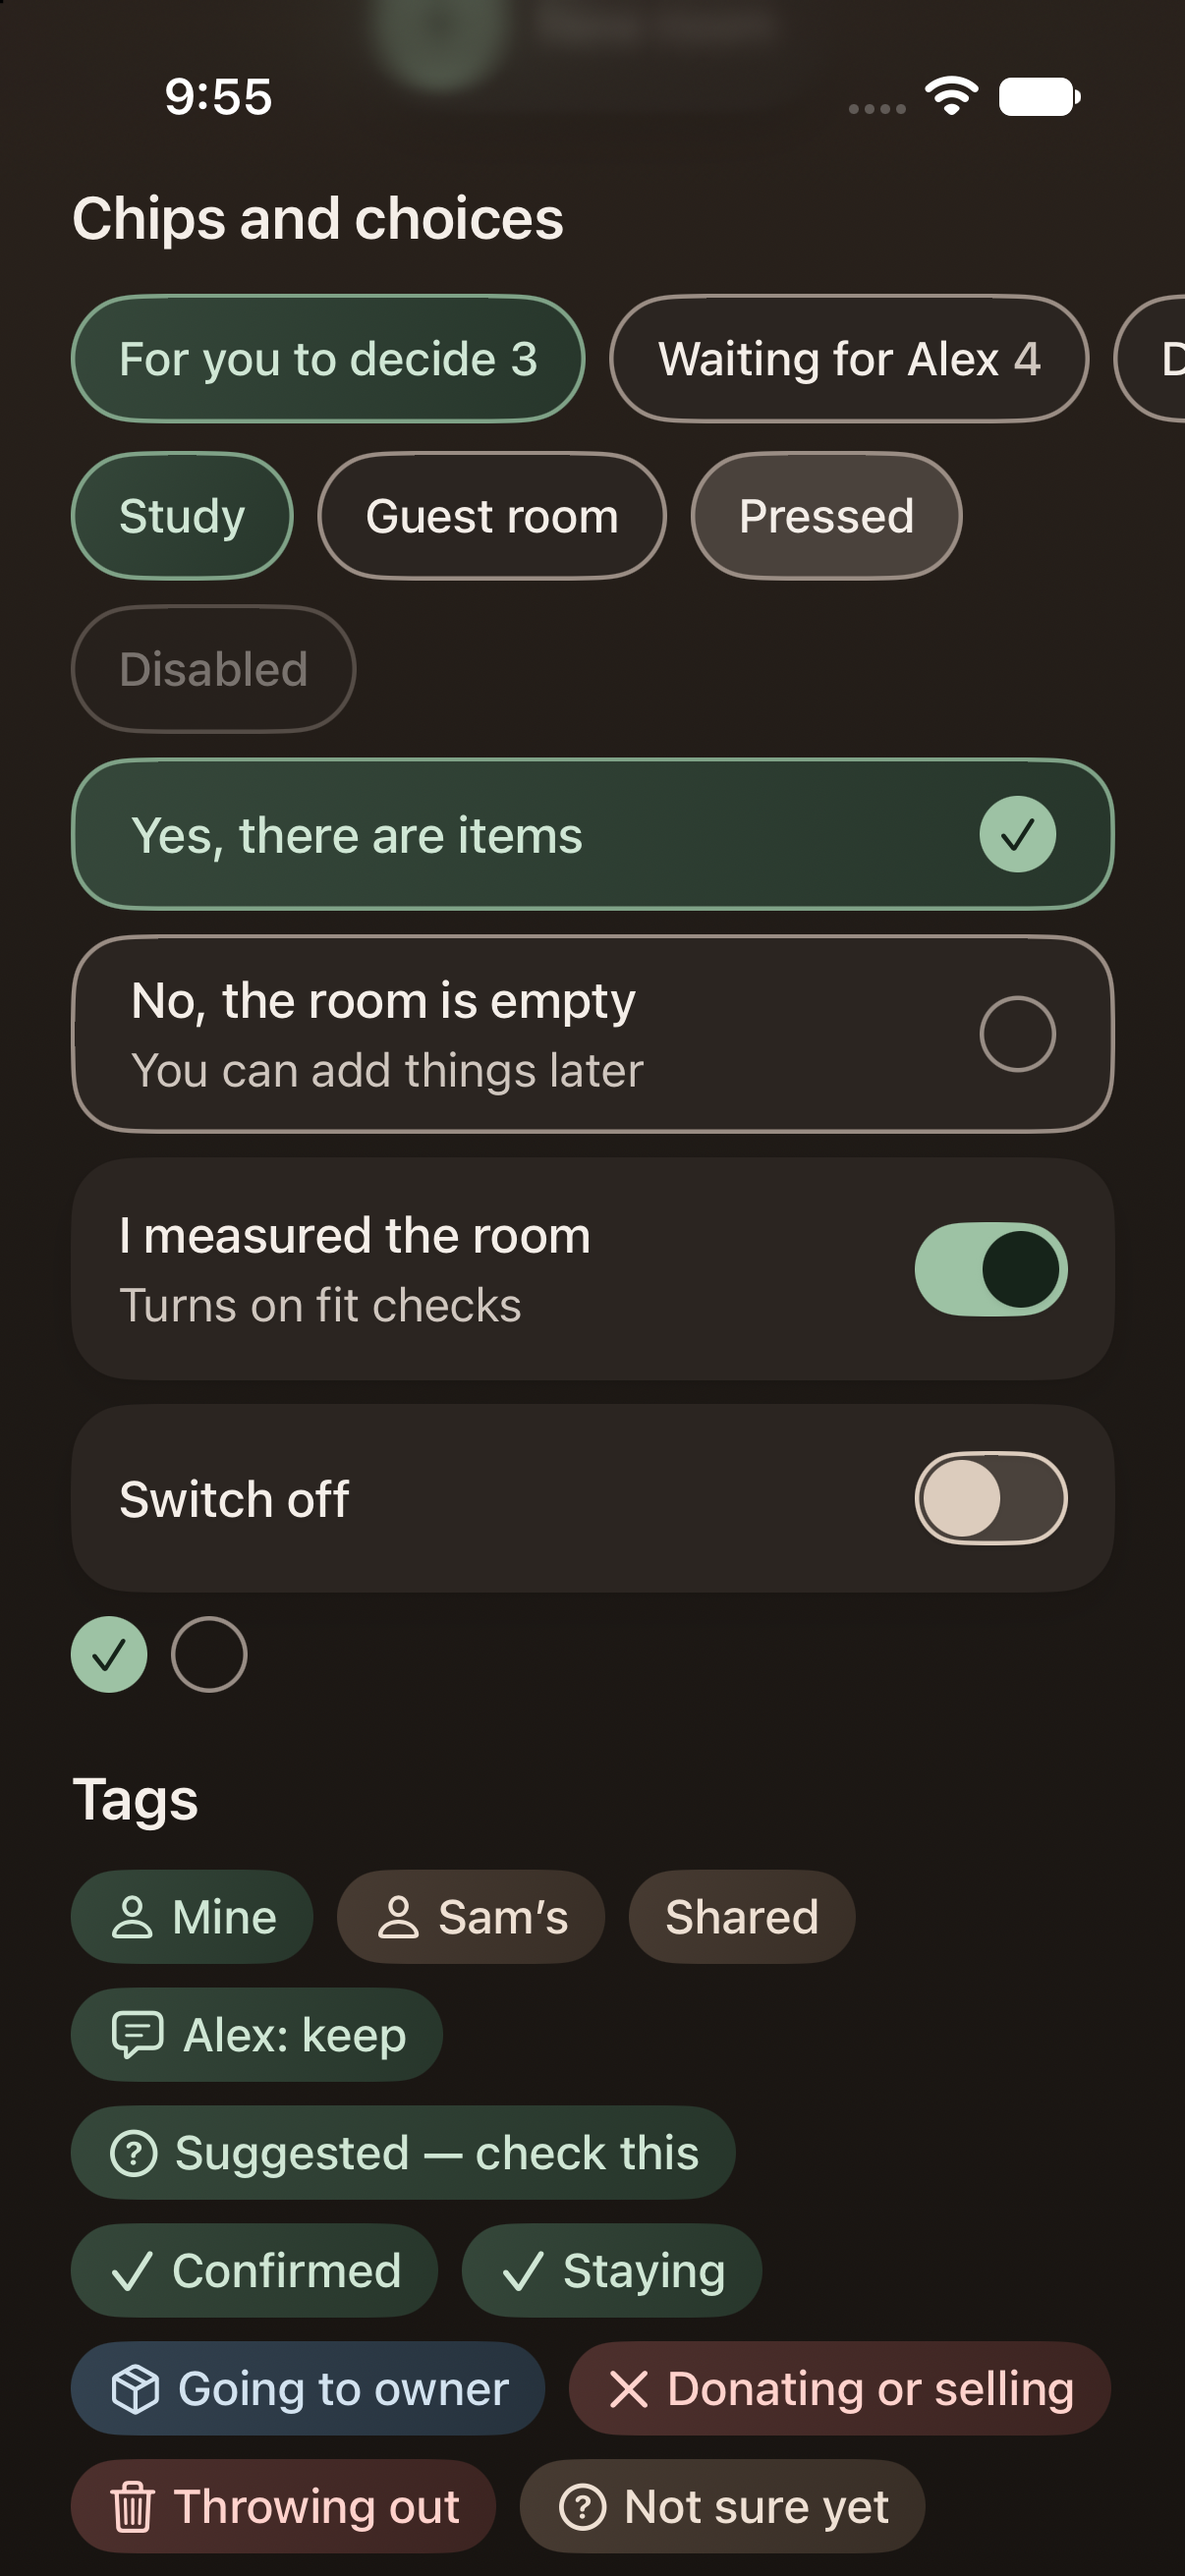 9:55
Chips and choices
For you to decide 3
Waiting for Alex 4
Study
Guest room
Pressed
Disabled
Yes, there are items
No, the room is empty
You can add things later
I measured the room
Turns on fit checks
Switch off
Tags
Mine
Sam’s
Shared
Alex: keep
Suggested — check this
Confirmed
Staying
Going to owner
Donating or selling
Throwing out
Not sure yet